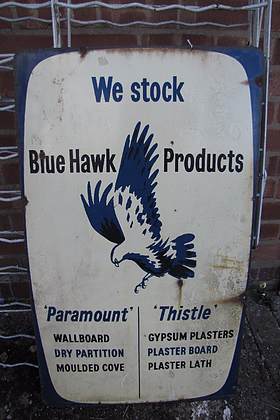 We stock
Blue Hawk Products
'Paramount'
WALLBOARD
DRY PARTITION
MOULDED COVE
'Thistle'
GYPSUM PLASTERS
PLASTER BOARD
PLASTER LATH